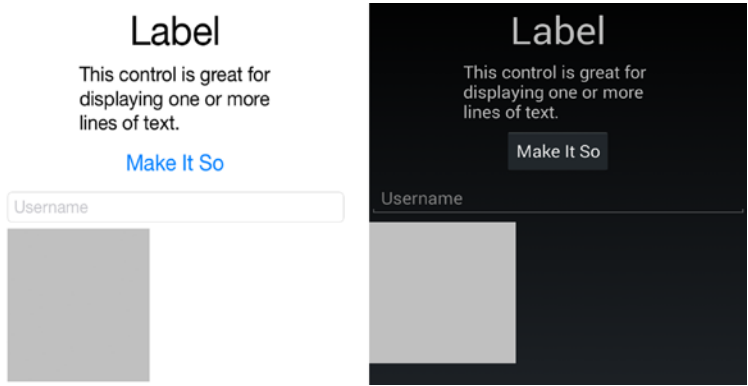 Label
This control is great for
displaying one or more
lines of text.
Make It So
Username
Label
This control is great for
displaying one or more
lines of text.
Make It So
Username